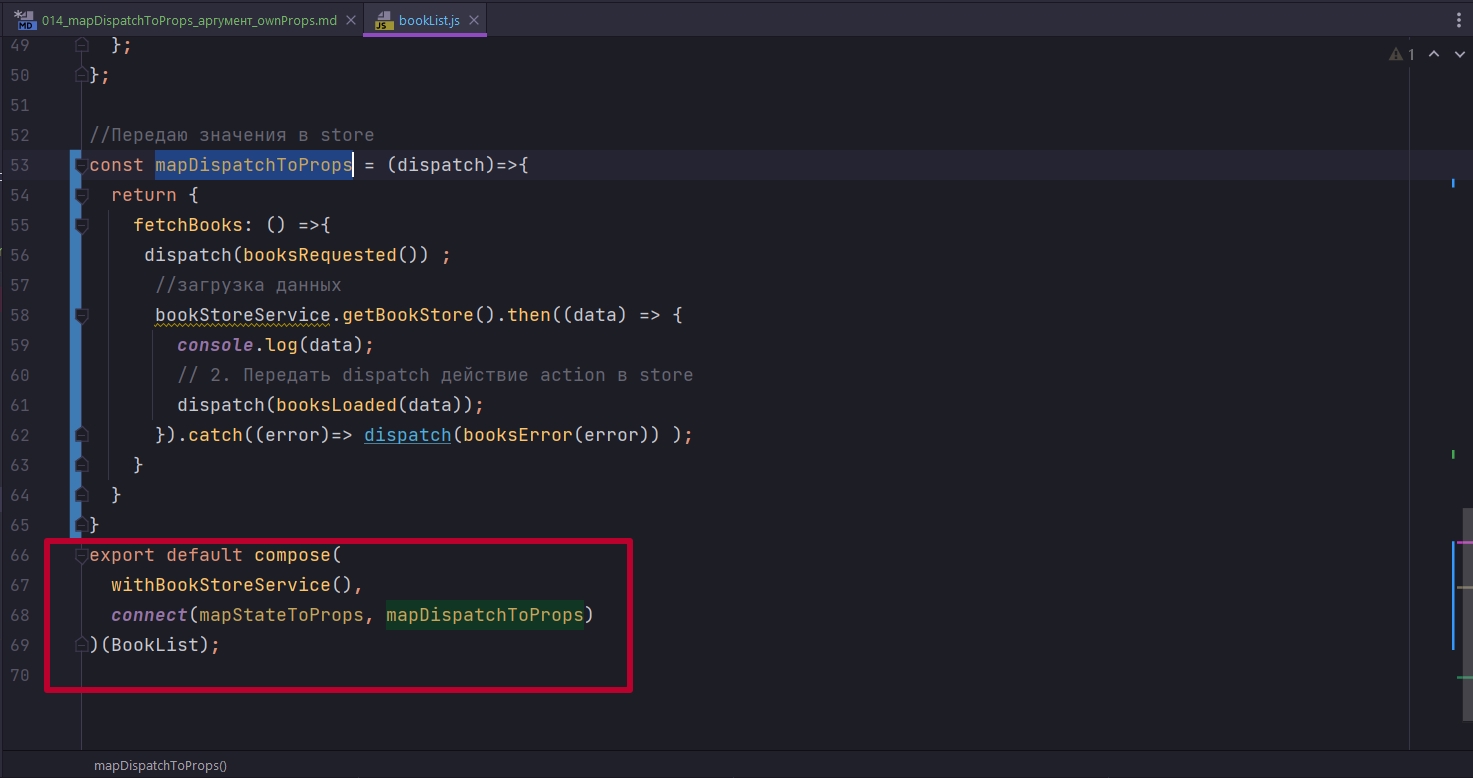 MD 014_mapDispatchToProps_аргумент_ownProps.md
JS bookList.js
1
49 };
50 };
51
52 //Передаю значения в store
53 const mapDispatchToProps = (dispatch)=>{
54 return {
55 fetchBooks: () =>{
56 dispatch(booksRequested()) ;
57 //загрузка данных
58 bookStoreService.getBookStore().then((data) => {
59 console.log(data);
60 // 2. Передать dispatch действие action в store
61 dispatch(booksLoaded(data));
62 }).catch((error)=> dispatch(booksError(error)) );
63 }
64 }
65 }
66 export default compose(
67 withBookStoreService(),
68 connect(mapStateToProps, mapDispatchToProps)
69 )(BookList);
70
mapDispatchToProps()